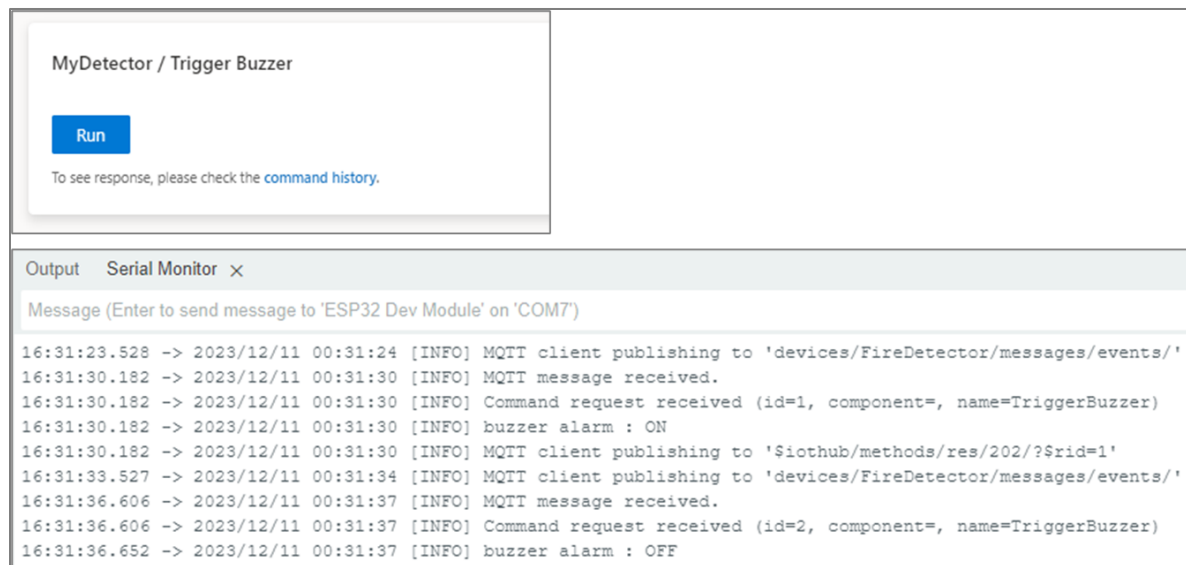 MyDetector / Trigger Buzzer
Run
To see response, please check the command history.
Output Serial Monitor ×
Message (Enter to send message to 'ESP32 Dev Module' on 'COM7')
16:31:23.528 -> 2023/12/11 00:31:24 [INFO] MQTT client publishing to 'devices/FireDetector/messages/events/'
16:31:30.182 -> 2023/12/11 00:31:30 [INFO] MQTT message received.
16:31:30.182 -> 2023/12/11 00:31:30 [INFO] Command request received (id=1, component=, name=TriggerBuzzer)
16:31:30.182 -> 2023/12/11 00:31:30 [INFO] buzzer alarm : ON
16:31:30.182 -> 2023/12/11 00:31:30 [INFO] MQTT client publishing to '$iothub/methods/res/202/?$rid=1'
16:31:33.527 -> 2023/12/11 00:31:34 [INFO] MQTT client publishing to 'devices/FireDetector/messages/events/'
16:31:36.606 -> 2023/12/11 00:31:37 [INFO] MQTT message received.
16:31:36.606 -> 2023/12/11 00:31:37 [INFO] Command request received (id=2, component=, name=TriggerBuzzer)
16:31:36.652 -> 2023/12/11 00:31:37 [INFO] buzzer alarm : OFF